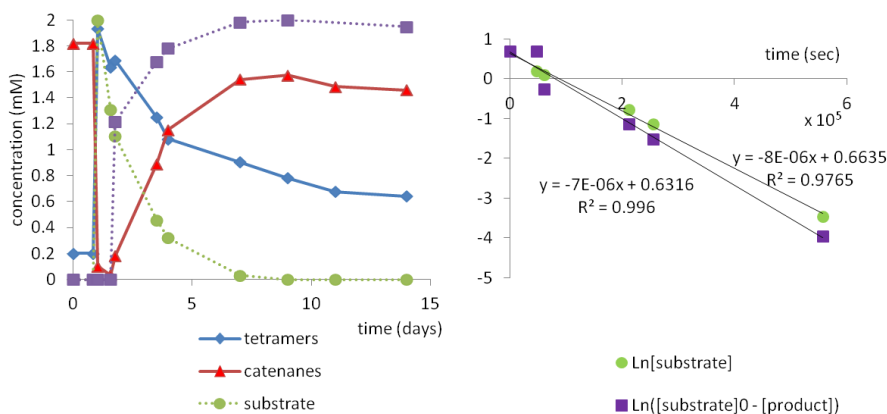 concentration (mM)
2
1.8
1.6
1.4
1.2
1
0.8
0.6
0.4
0.2
0
0
5
10
15
time (days)
tetramers
catenanes
substrate
time (sec)
1
0
-1
-2
-3
-4
-5
0
2
4
6
x 10⁵
y = -8E-06x + 0.6635
R² = 0.9765
y = -7E-06x + 0.6316
R² = 0.996
Ln[substrate]
Ln([substrate]0 - [product])